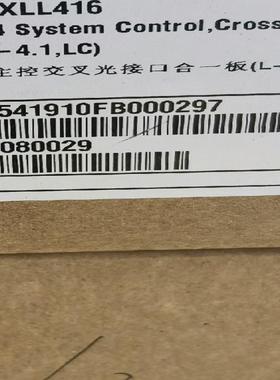 XLL416
4 System Control,Cross
-4.1,LC)
主控交叉光接口合一板(L-
541910FB000297
080029